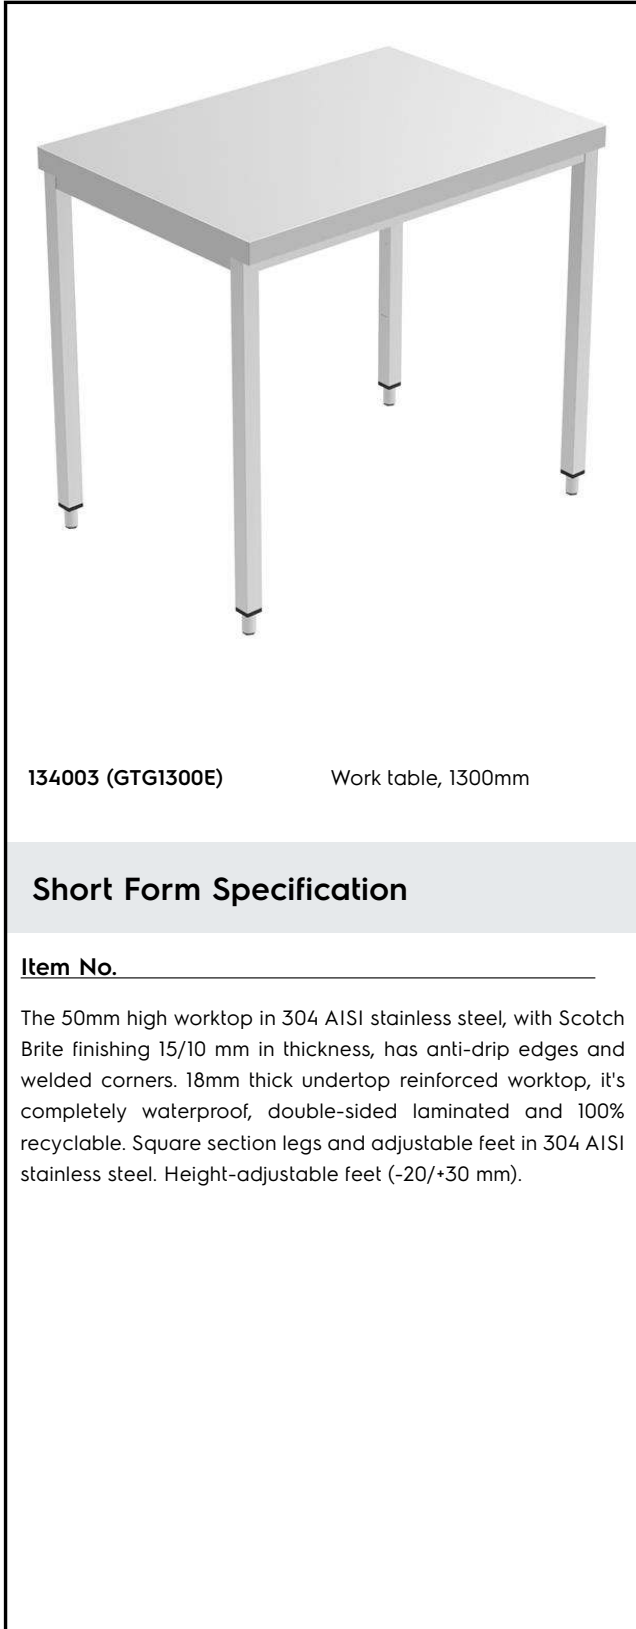 134003 (GTG1300E) Work table, 1300mm
Short Form Specification
Item No.
The 50mm high worktop in 304 AISI stainless steel, with Scotch
Brite finishing 15/10 mm in thickness, has anti-drip edges and
welded corners. 18mm thick undertop reinforced worktop, it's
completely waterproof, double-sided laminated and 100%
recyclable. Square section legs and adjustable feet in 304 AISI
stainless steel. Height-adjustable feet (-20/+30 mm).